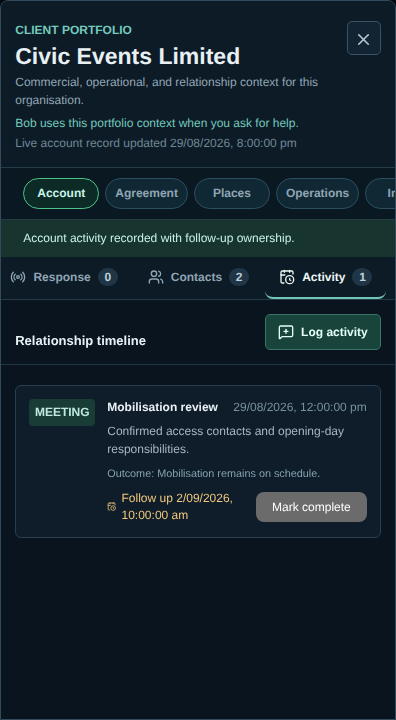 CLIENT PORTFOLIO
Civic Events Limited
Commercial, operational, and relationship context for this
organisation.
Bob uses this portfolio context when you ask for help.
Live account record updated 29/08/2026, 8:00:00 pm
Account Agreement Places Operations In
Account activity recorded with follow-up ownership.
Response 0 Contacts 2 Activity 1
Relationship timeline
Log activity
MEETING
Mobilisation review 29/08/2026, 12:00:00 pm
Confirmed access contacts and opening-day
responsibilities.
Outcome: Mobilisation remains on schedule.
Follow up 2/09/2026,
10:00:00 am
Mark complete